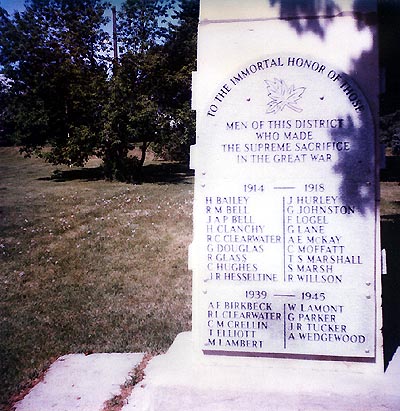 TO THE IMMORTAL HONOR OF THOSE
MEN OF THIS DISTRICT
WHO MADE
THE SUPREME SACRIFICE
IN THE GREAT WAR
1914 — 1918
H BAILEY
R M BELL
J A P BELL
H CLANCHY
R C CLEARWATER
G DOUGLAS
R GLASS
C HUGHES
J R HESSELTINE
J HURLEY
G JOHNSTON
F LOGEL
G LANE
A E McKAY
C MOFFATT
T S MARSHALL
S MARSH
R WILLSON
1939 — 1945
A F BIRKBECK
R L CLEARWATER
C M CRELLIN
T ELLIOTT
M LAMBERT
W LAMONT
G PARKER
J R TUCKER
A WEDGEWOOD